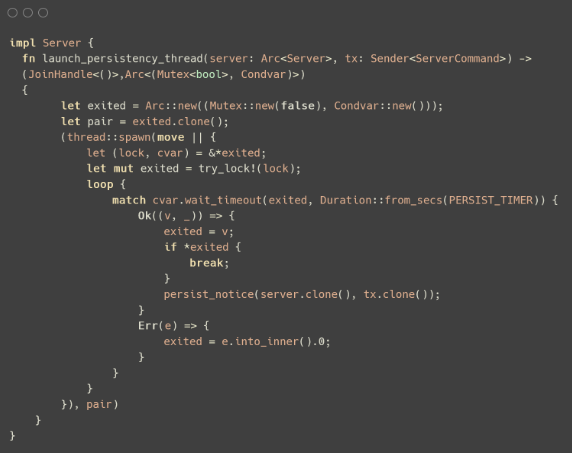 impl Server {
  fn launch_persistency_thread(server: Arc<Server>, tx: Sender<ServerCommand>) ->
  (JoinHandle<()>,Arc<(Mutex<bool>, Condvar)>)
  {
        let exited = Arc::new((Mutex::new(false), Condvar::new()));
        let pair = exited.clone();
        (thread::spawn(move || {
            let (lock, cvar) = &*exited;
            let mut exited = try_lock!(lock);
            loop {
                match cvar.wait_timeout(exited, Duration::from_secs(PERSIST_TIMER)) {
                    Ok((v, _)) => {
                        exited = v;
                        if *exited {
                            break;
                        }
                        persist_notice(server.clone(), tx.clone());
                    }
                    Err(e) => {
                        exited = e.into_inner().0;
                    }
                }
            }
        }), pair)
    }
}